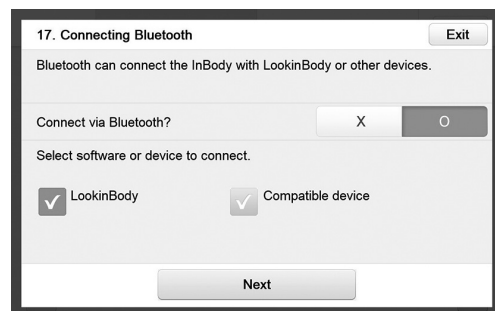 17. Connecting Bluetooth
Exit
Bluetooth can connect the InBody with LookinBody or other devices.
Connect via Bluetooth?
X
O
Select software or device to connect.
LookinBody
Compatible device
Next